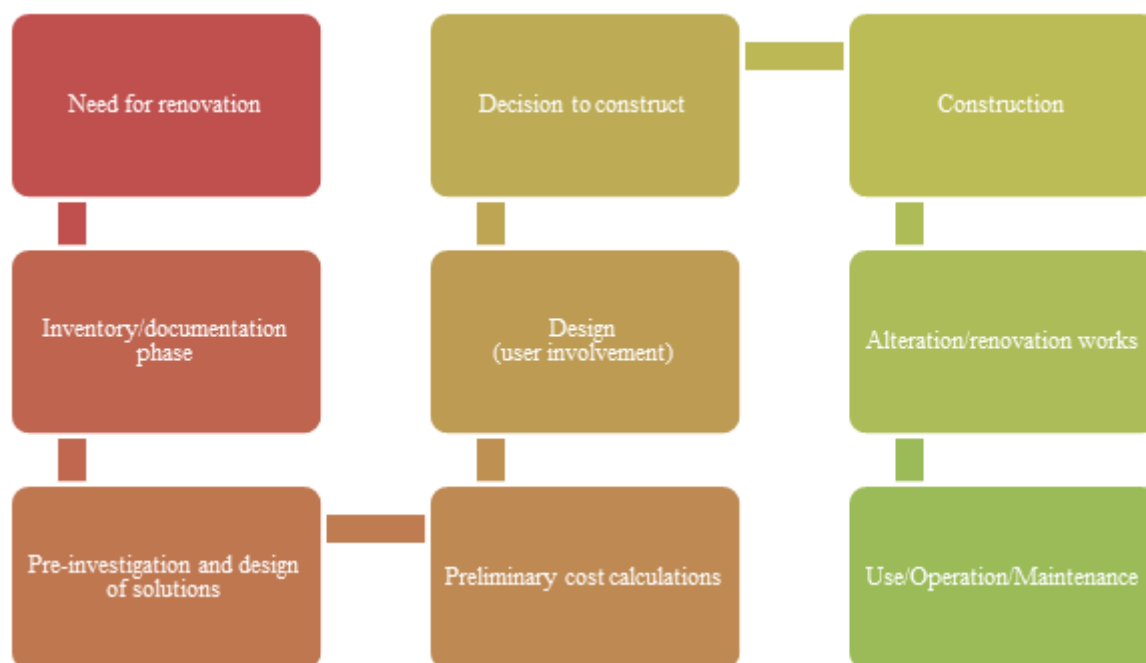 Need for renovation
Inventory/documentation
phase
Pre-investigation and design
of solutions
Preliminary cost calculations
Design
(user involvement)
Decision to construct
Construction
Alteration/renovation works
Use/Operation/Maintenance